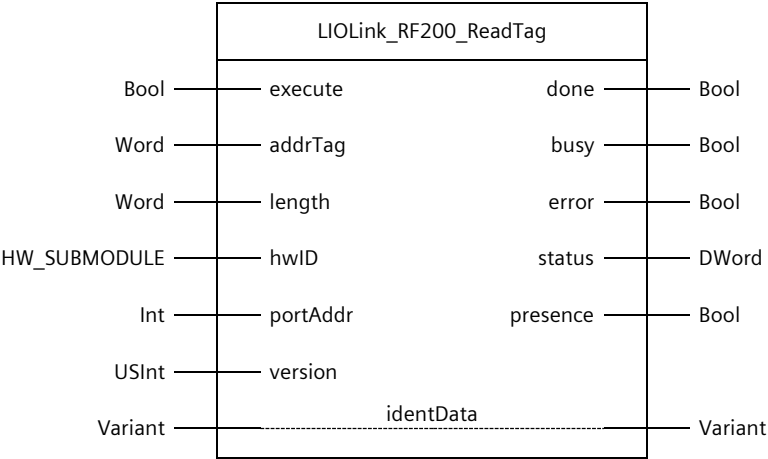 LIOLink_RF200_ReadTag
Bool execute done Bool
Word addrTag busy Bool
Word length error Bool
HW_SUBMODULE hwID status DWord
Int portAddr presence Bool
USInt version
Variant identData Variant